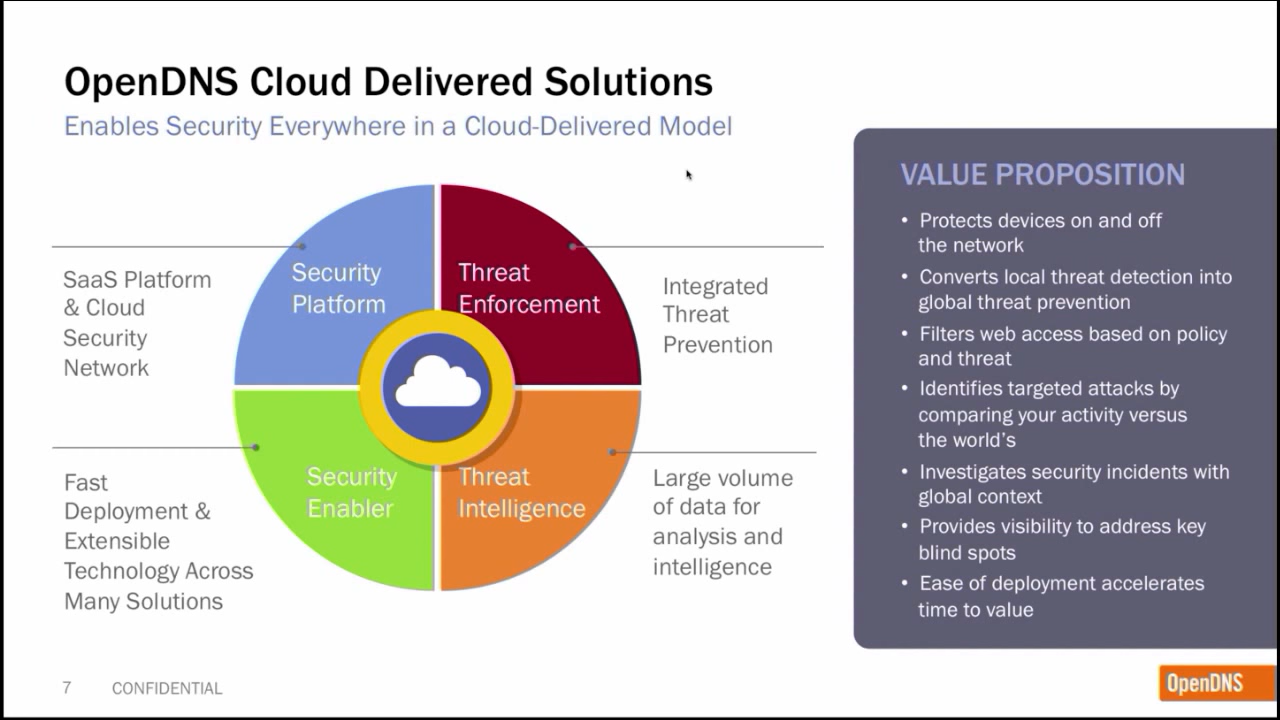 OpenDNS Cloud Delivered Solutions
Enables Security Everywhere in a Cloud-Delivered Model
SaaS Platform
& Cloud
Security
Network
Security
Platform
Threat
Enforcement
Integrated
Threat
Prevention
Fast
Deployment &
Extensible
Technology Across
Many Solutions
Security
Enabler
Threat
Intelligence
Large volume
of data for
analysis and
intelligence
VALUE PROPOSITION
• Protects devices on and off
the network
• Converts local threat detection into
global threat prevention
• Filters web access based on policy
and threat
• Identifies targeted attacks by
comparing your activity versus
the world's
• Investigates security incidents with
global context
• Provides visibility to address key
blind spots
• Ease of deployment accelerates
time to value
7 CONFIDENTIAL
OpenDNS